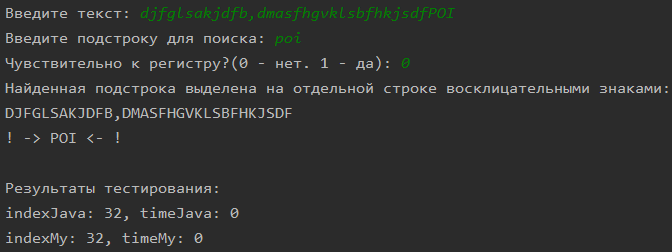 Введите текст: djfglsakjdfb,dmasfhgvklsbfhkjsdfPOI
Введите подстроку для поиска: poi
Чувствительно к регистру?(0 - нет. 1 - да): 0
Найденная подстрока выделена на отдельной строке восклицательными знаками:
DJFGLSAKJDFB,DMASFHGVKLSBFHKJSDF
! -> POI <- !
Результаты тестирования:
indexJava: 32, timeJava: 0
indexMy: 32, timeMy: 0